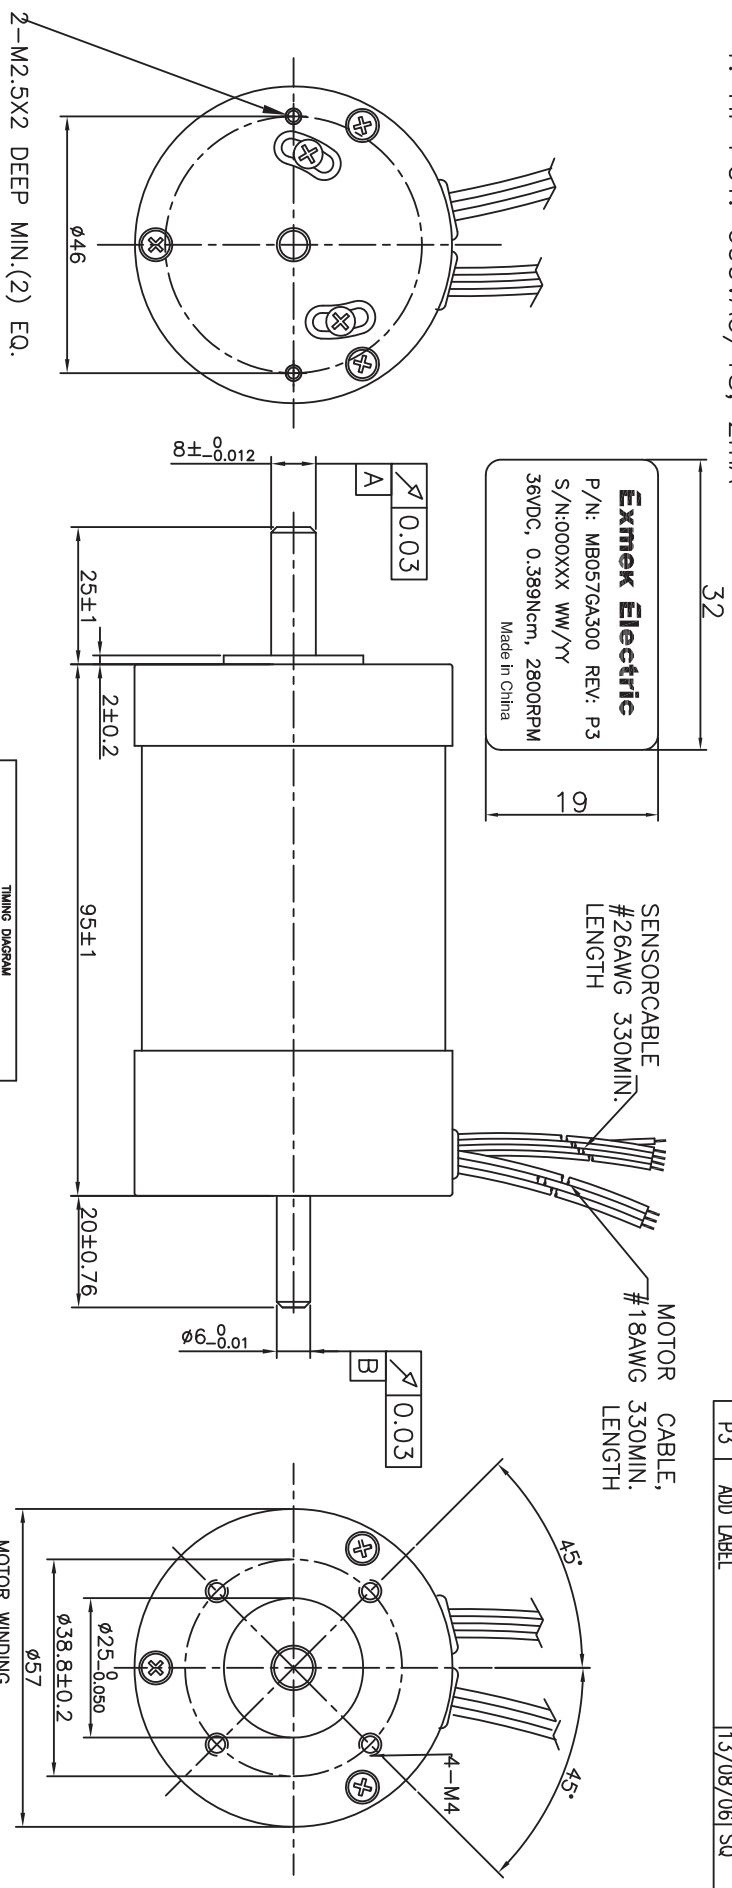 32
Exmek Electric
P/N: MB057GA300 REV: P3
S/N:000XXX WW/YY
36VDC, 0.389Ncm, 2800RPM
Made in China
19
P3 ADD LABEL 13/08/06 SQ
SENSORCABLE
#26AWG 330MIN.
LENGTH
MOTOR CABLE,
#18AWG 330MIN.
LENGTH
2-M2.5X2 DEEP MIN.(2) EQ.
ø46
8± 0 -0.012
0.03
A
25±1
2±0.2
95±1
20±0.76
ø6 0 -0.01
0.03
B
45°
45°
4-M4
ø25 0 -0.050
ø38.8±0.2
ø57
TIMING DIAGRAM
MOTOR WINDING